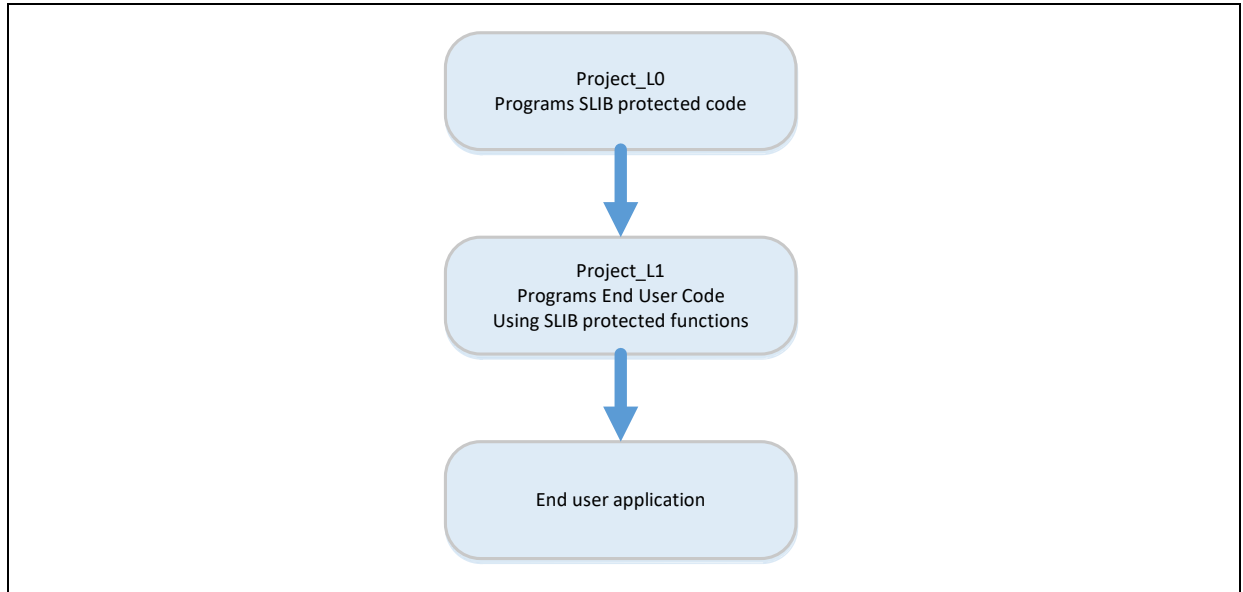 Project_L0
Programs SLIB protected code
Project_L1
Programs End User Code
Using SLIB protected functions
End user application